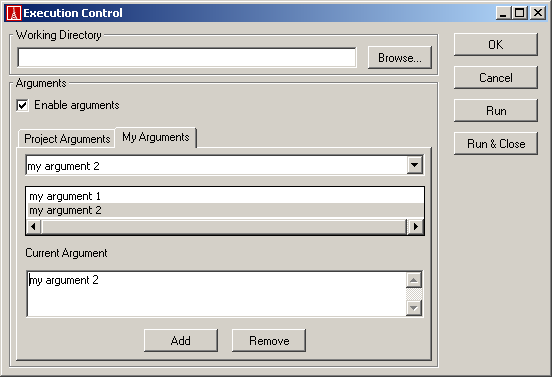 Execution Control
Working Directory
Browse...
OK
Cancel
Run
Run & Close
Arguments
Enable arguments
Project Arguments
My Arguments
my argument 2
my argument 1
my argument 2
Current Argument
my argument 2
Add
Remove